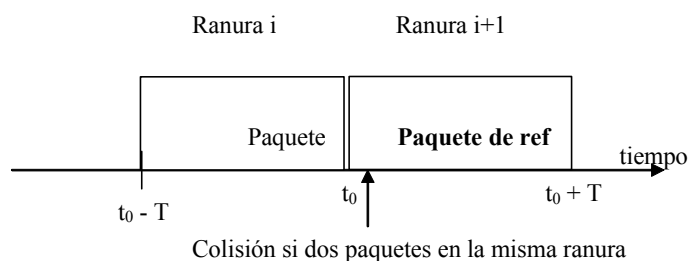 Ranura i Ranura i+1
Paquete Paquete de ref
tiempo
t₀ - T t₀ t₀ + T
Colisión si dos paquetes en la misma ranura